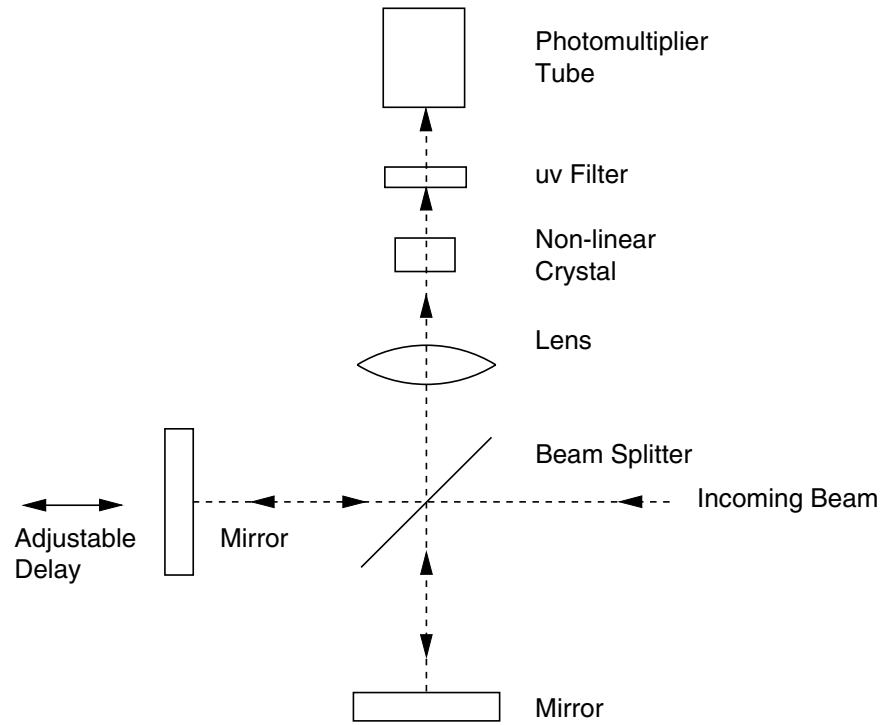 Photomultiplier
Tube
uv Filter
Non-linear
Crystal
Lens
Beam Splitter
Incoming Beam
Adjustable
Delay
Mirror
Mirror